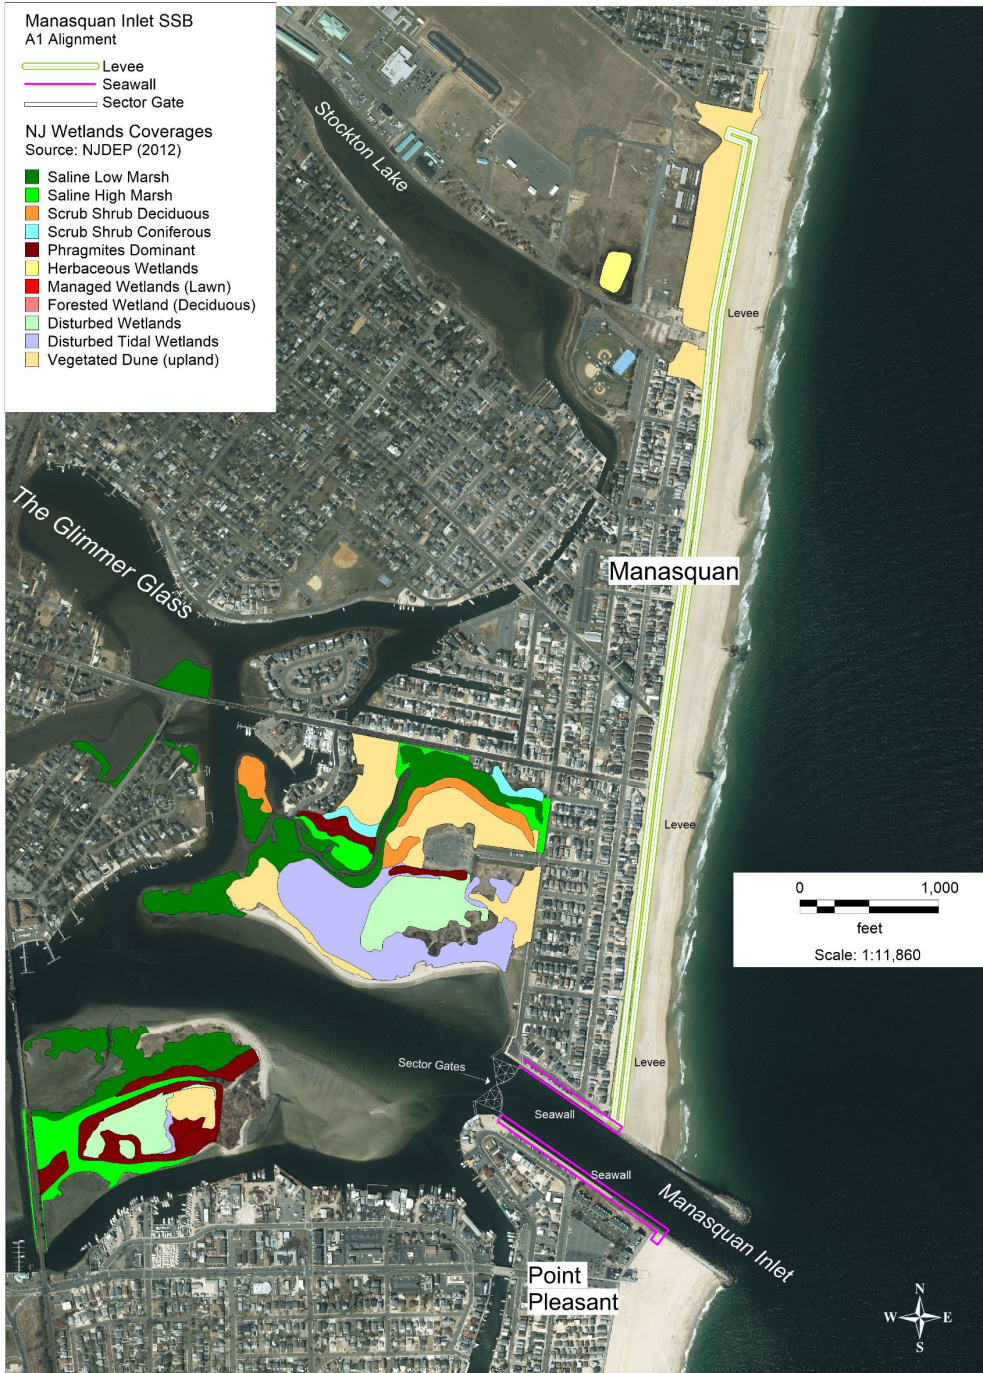 Manasquan Inlet SSB
A1 Alignment
Levee
Seawall
Sector Gate
NJ Wetlands Coverages
Source: NJDEP (2012)
Saline Low Marsh
Saline High Marsh
Scrub Shrub Deciduous
Scrub Shrub Coniferous
Phragmites Dominant
Herbaceous Wetlands
Managed Wetlands (Lawn)
Forested Wetland (Deciduous)
Disturbed Wetlands
Disturbed Tidal Wetlands
Vegetated Dune (upland)
Stockton Lake
Levee
The Glimmer Glass
Manasquan
Levee
0 1,000
feet
Scale: 1:11,860
Sector Gates
Levee
Seawall
Seawall
Manasquan Inlet
Point
Pleasant
N
W E
S